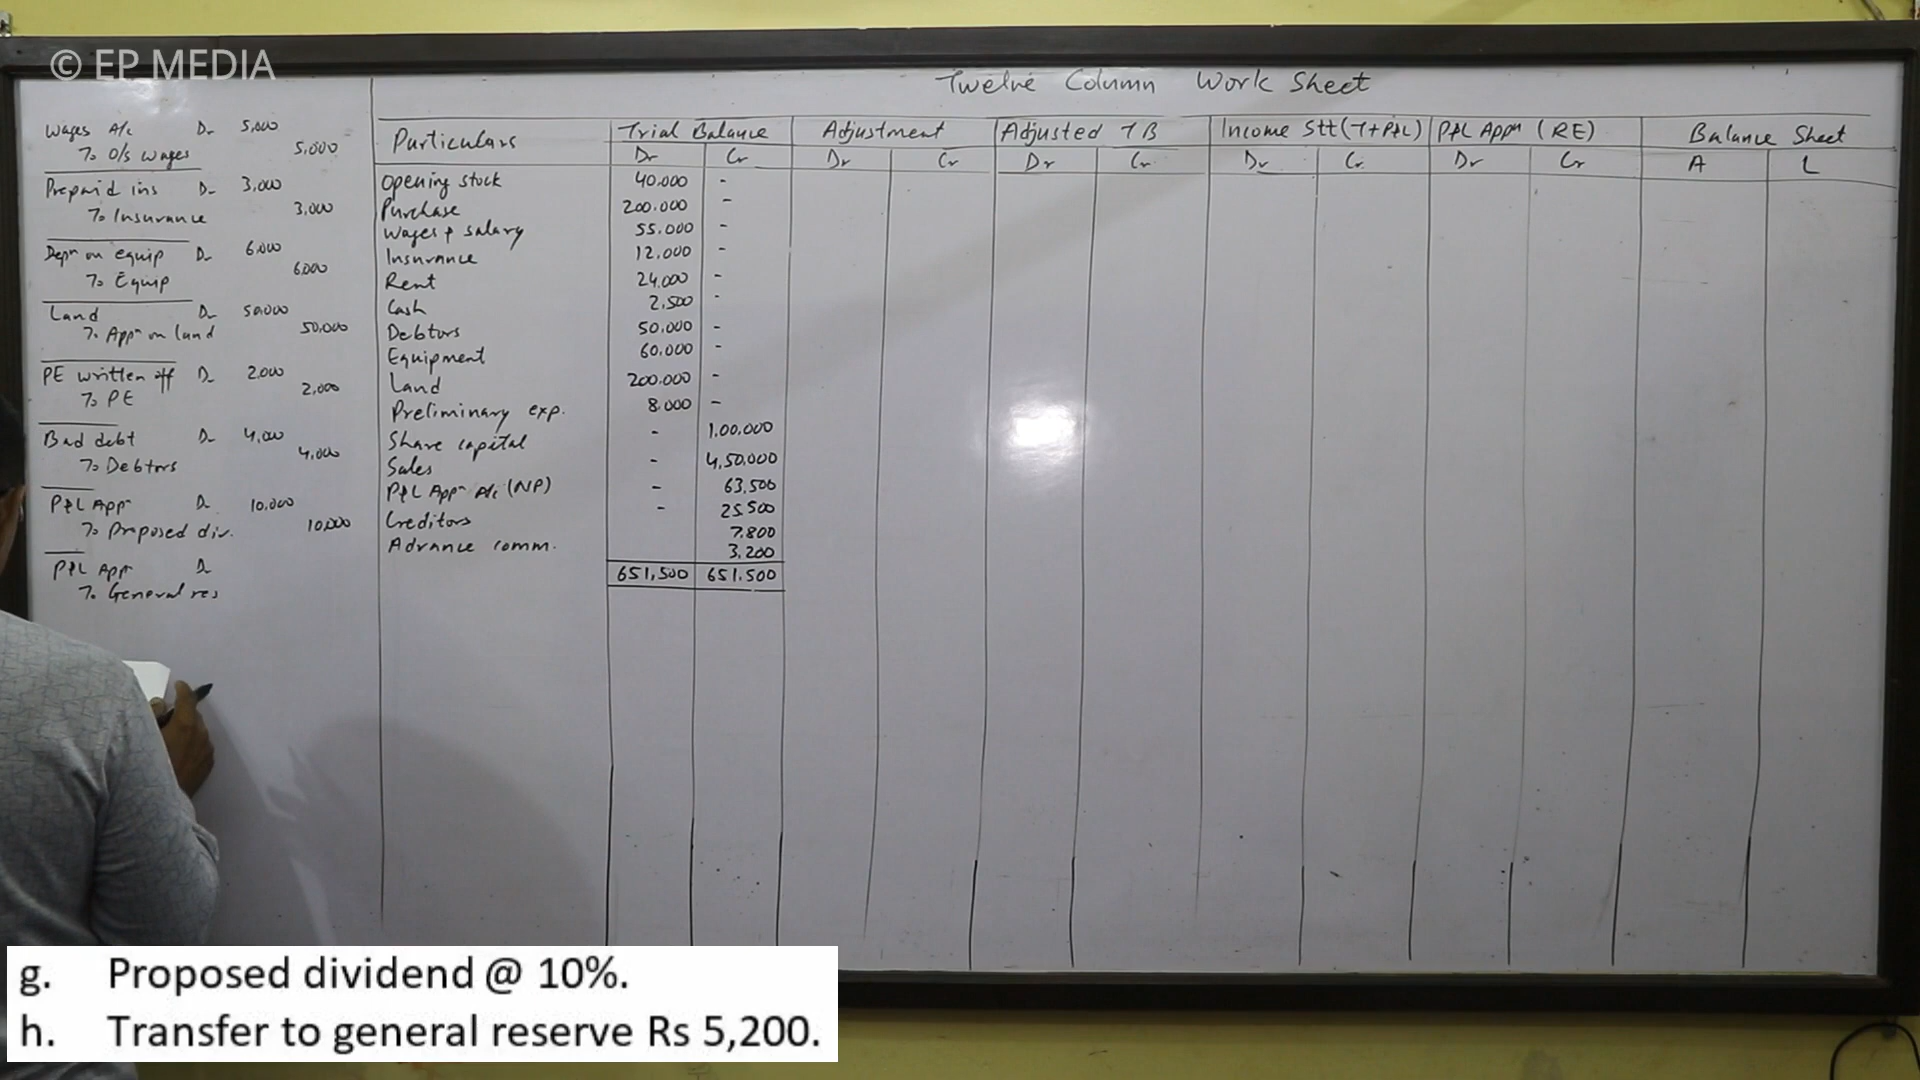 © EP MEDIA
Twelve Column Work Sheet
Wages A/c Dr 5,000
To O/s wages 5,000
Prepaid ins Dr 3,000
To Insurance 3,000
Depn on equip Dr 6,000
To Equip 6,000
Land Dr 50,000
To Appn on land 50,000
PE written off Dr 2,000
To PE 2,000
Bad debt Dr 4,000
To Debtors 4,000
P&L App Dr 10,000
To Proposed div. 10,000
P&L App Dr
To General res
Particulars Trial Balance Adjustment Adjusted TB Income Stt (T+P&L) P&L Appn (RE) Balance Sheet
Dr Cr Dr Cr Dr Cr Dr Cr Dr Cr A L
Opening stock 40,000 -
Purchase 200,000 -
Wages & salary 55,000 -
Insurance 12,000 -
Rent 24,000 -
Cash 2,500 -
Debtors 50,000 -
Equipment 60,000 -
Land 200,000 -
Preliminary exp. 8,000 -
Share capital - 1,00,000
Sales - 4,50,000
P&L Appn A/c (NP) - 63,500
Creditors - 25,500
Advance comm. 7,800
3,200
651,500 651,500
g. Proposed dividend @ 10%.
h. Transfer to general reserve Rs 5,200.